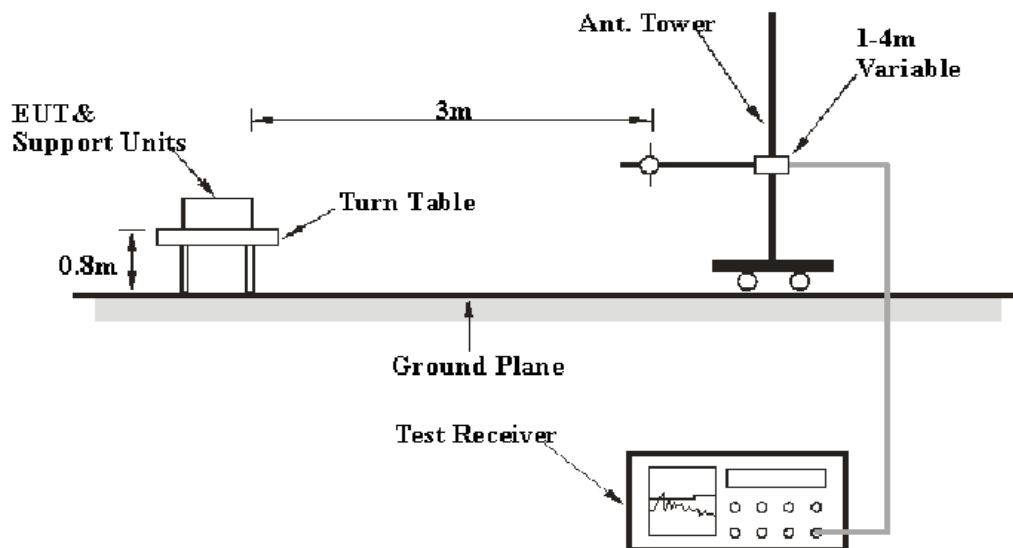 Ant. Tower
1-4m
Variable
3m
EUT&
Support Units
Turn Table
0.8m
Ground Plane
Test Receiver